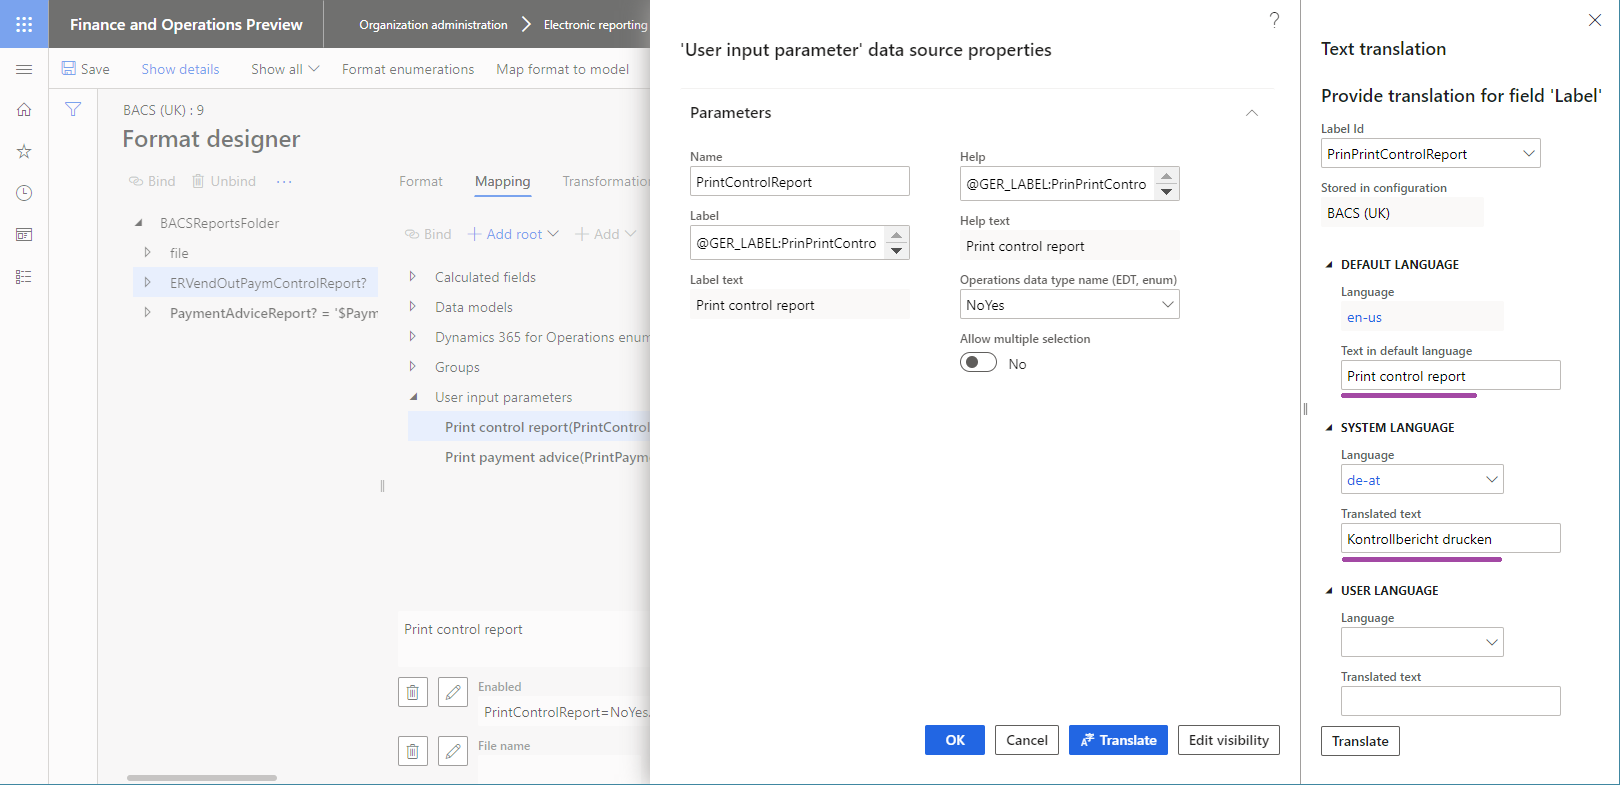 Finance and Operations Preview
Organization administration
Electronic reporting
Save
Show details
Show all
Format enumerations
Map format to model
BACS (UK) : 9
Format designer
Bind
Unbind
...
BACSReportsFolder
file
ERVendOutPaymControlReport?
PaymentAdviceReport? = '$Paym
Format
Mapping
Transformation
Bind
Add root
Add
Calculated fields
Data models
Dynamics 365 for Operations enum
Groups
User input parameters
Print control report(PrintControl
Print payment advice(PrintPaym
Print control report
Enabled
PrintControlReport=NoYes.
File name
?
'User input parameter' data source properties
Parameters
Name
PrintControlReport
Label
@GER_LABEL:PrinPrintContro
Label text
Print control report
Help
@GER_LABEL:PrinPrintContro
Help text
Print control report
Operations data type name (EDT, enum)
NoYes
Allow multiple selection
No
OK
Cancel
Translate
Edit visibility
Text translation
Provide translation for field 'Label'
Label Id
PrinPrintControlReport
Stored in configuration
BACS (UK)
DEFAULT LANGUAGE
Language
en-us
Text in default language
Print control report
SYSTEM LANGUAGE
Language
de-at
Translated text
Kontrollbericht drucken
USER LANGUAGE
Language
Translated text
Translate